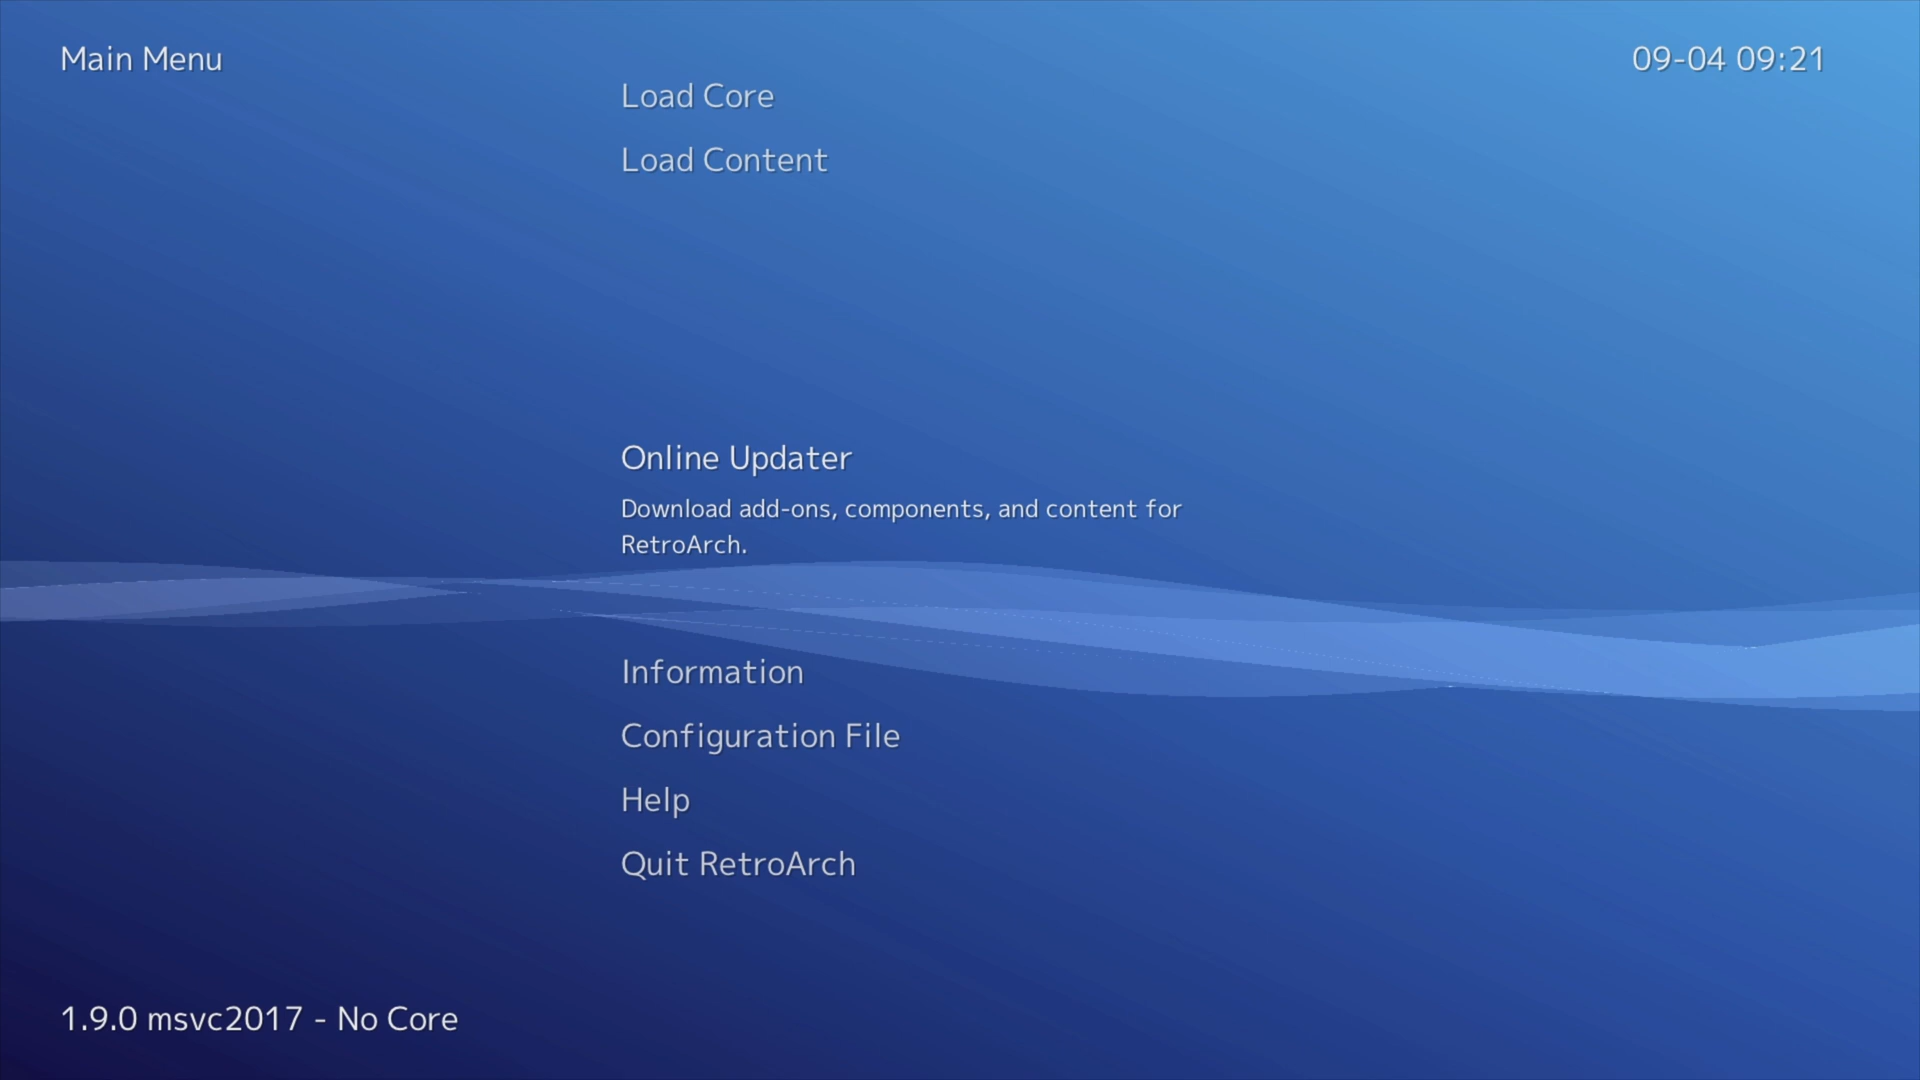 Main Menu
09-04 09:21
Load Core
Load Content
Online Updater
Download add-ons, components, and content for
RetroArch.
Information
Configuration File
Help
Quit RetroArch
1.9.0 msvc2017 - No Core